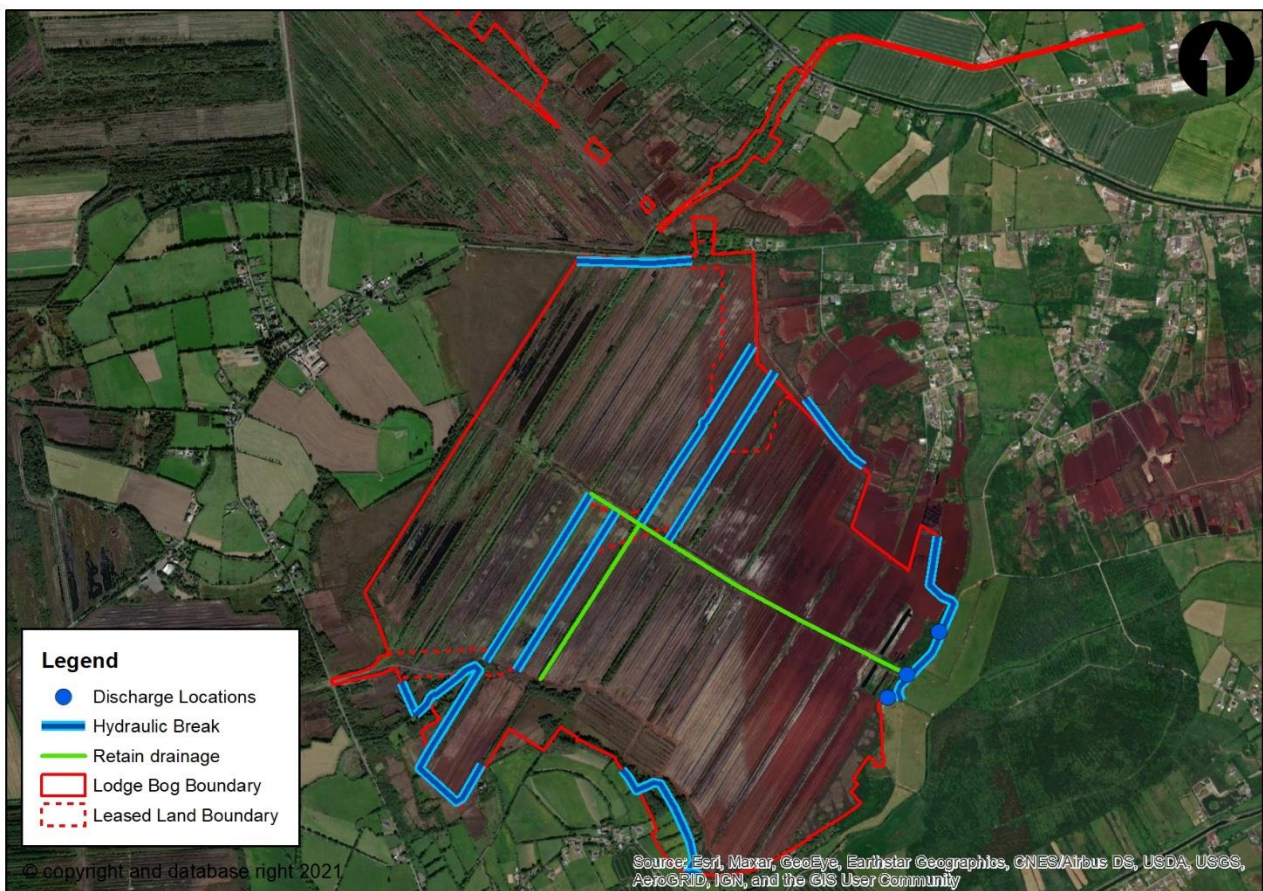 Legend
Discharge Locations
Hydraulic Break
Retain drainage
Lodge Bog Boundary
Leased Land Boundary
© copyright and database right 2021
Source: Esri, Maxar, GeoEye, Earthstar Geographics, CNES/Airbus DS, USDA, USGS,
AeroGRID, IGN, and the GIS User Community